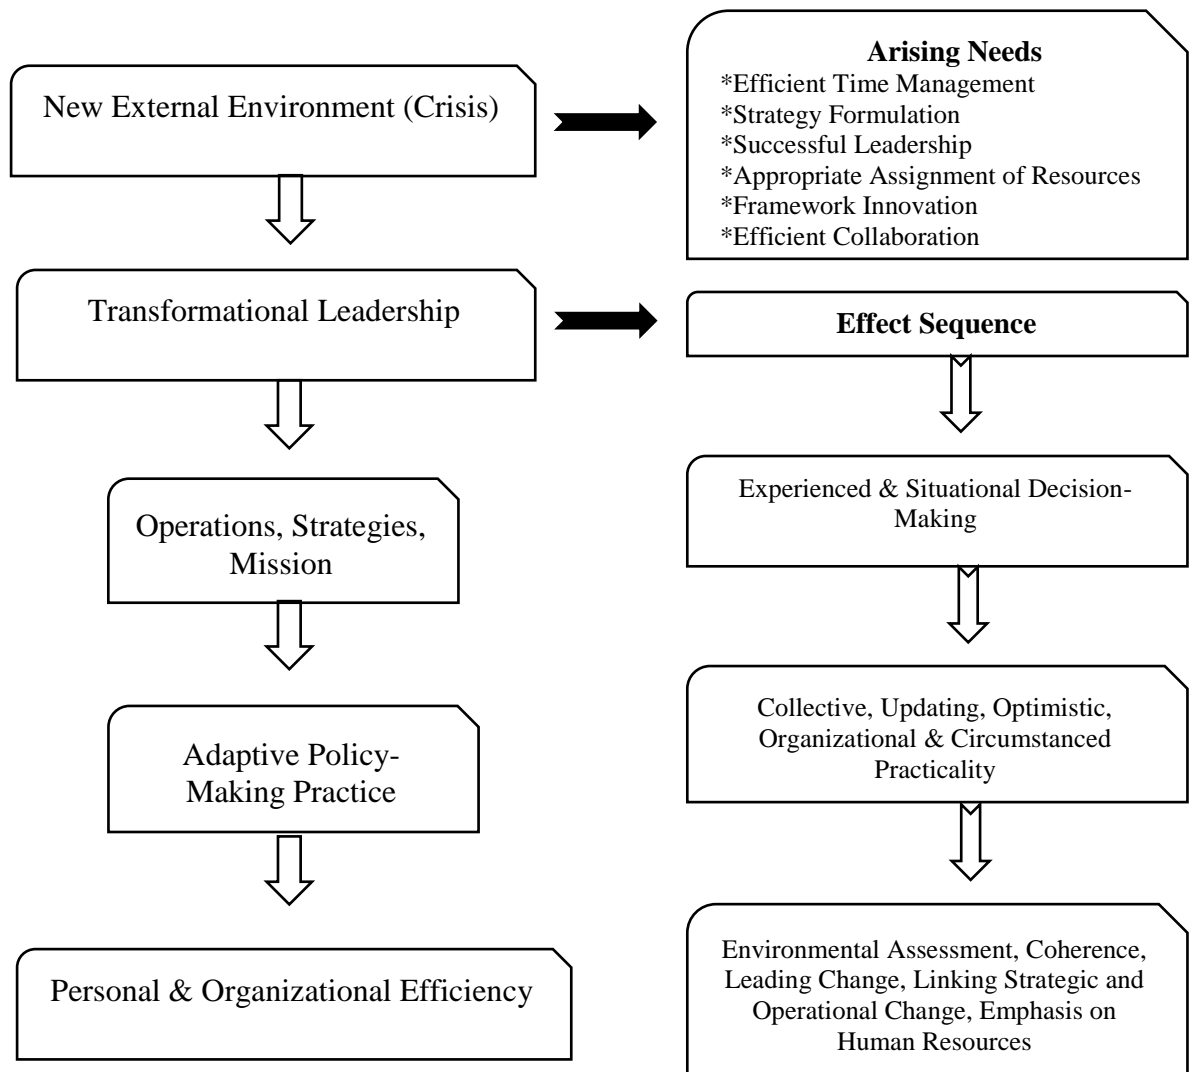 New External Environment (Crisis)
Arising Needs
*Efficient Time Management
*Strategy Formulation
*Successful Leadership
*Appropriate Assignment of Resources
*Framework Innovation
*Efficient Collaboration
Transformational Leadership
Effect Sequence
Operations, Strategies,
Mission
Experienced & Situational Decision-
Making
Adaptive Policy-
Making Practice
Collective, Updating, Optimistic,
Organizational & Circumstanced
Practicality
Personal & Organizational Efficiency
Environmental Assessment, Coherence,
Leading Change, Linking Strategic and
Operational Change, Emphasis on
Human Resources